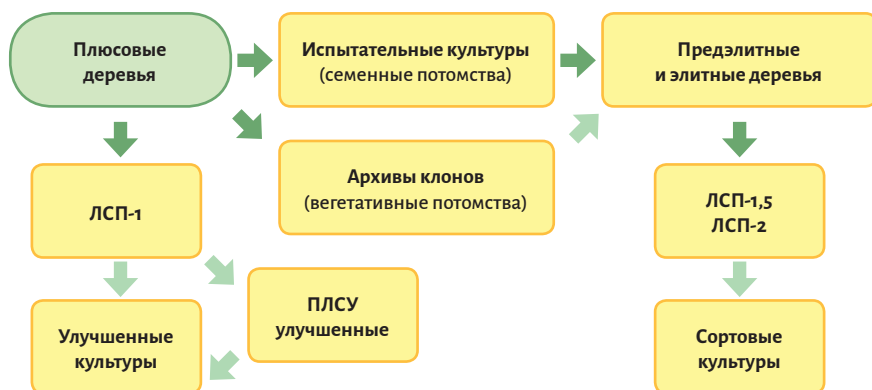 Плюсовые
деревья
Испытательные культуры
(семенные потомства)
Предэлитные
и элитные деревья
Архивы клонов
(вегетативные потомства)
ЛСП-1
ЛСП-1,5
ЛСП-2
ПЛСУ
улучшенные
Улучшенные
культуры
Сортовые
культуры